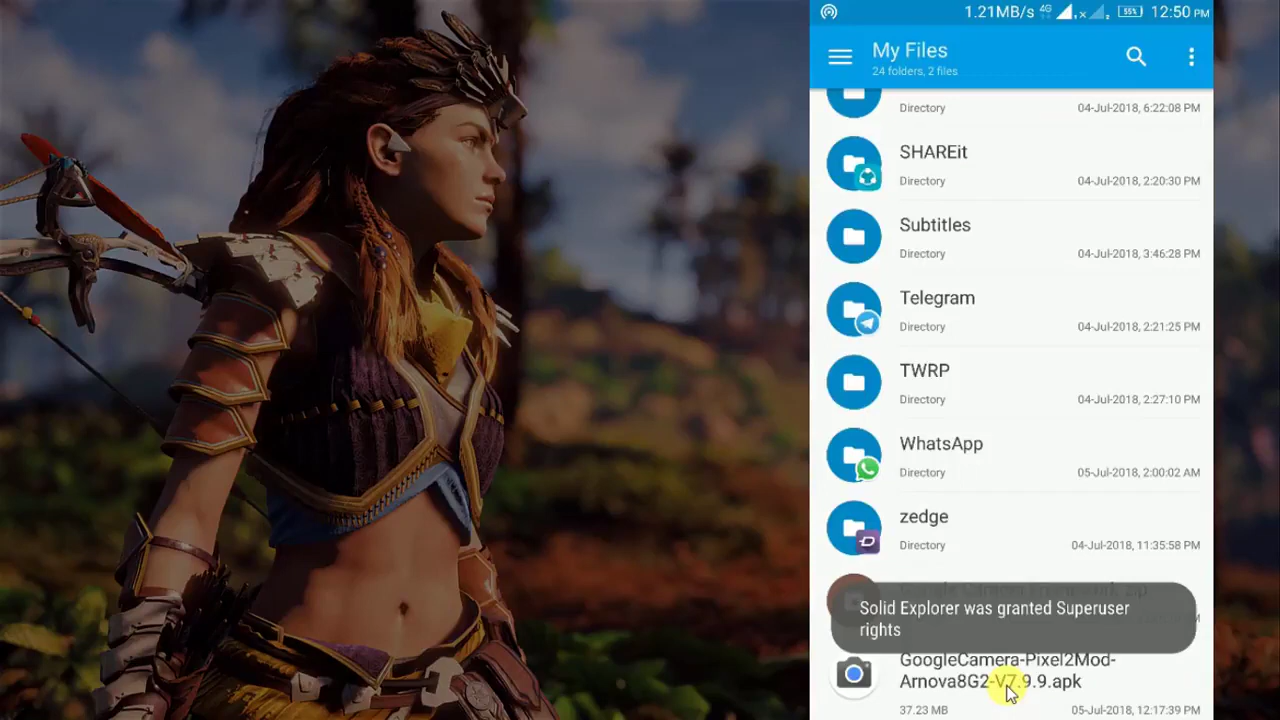 1.21MB/s 4G 55% 12:50 PM
My Files
24 folders, 2 files
Directory 04-Jul-2018, 6:22:08 PM
SHAREit
Directory 04-Jul-2018, 2:20:30 PM
Subtitles
Directory 04-Jul-2018, 3:46:28 PM
Telegram
Directory 04-Jul-2018, 2:21:25 PM
TWRP
Directory 04-Jul-2018, 2:27:10 PM
WhatsApp
Directory 05-Jul-2018, 2:00:02 AM
zedge
Directory 04-Jul-2018, 11:35:58 PM
Solid Explorer was granted Superuser
rights
GoogleCamera-Pixel2Mod-
Arnova8G2-V7.9.9.apk
37.23 MB 05-Jul-2018, 12:17:39 PM